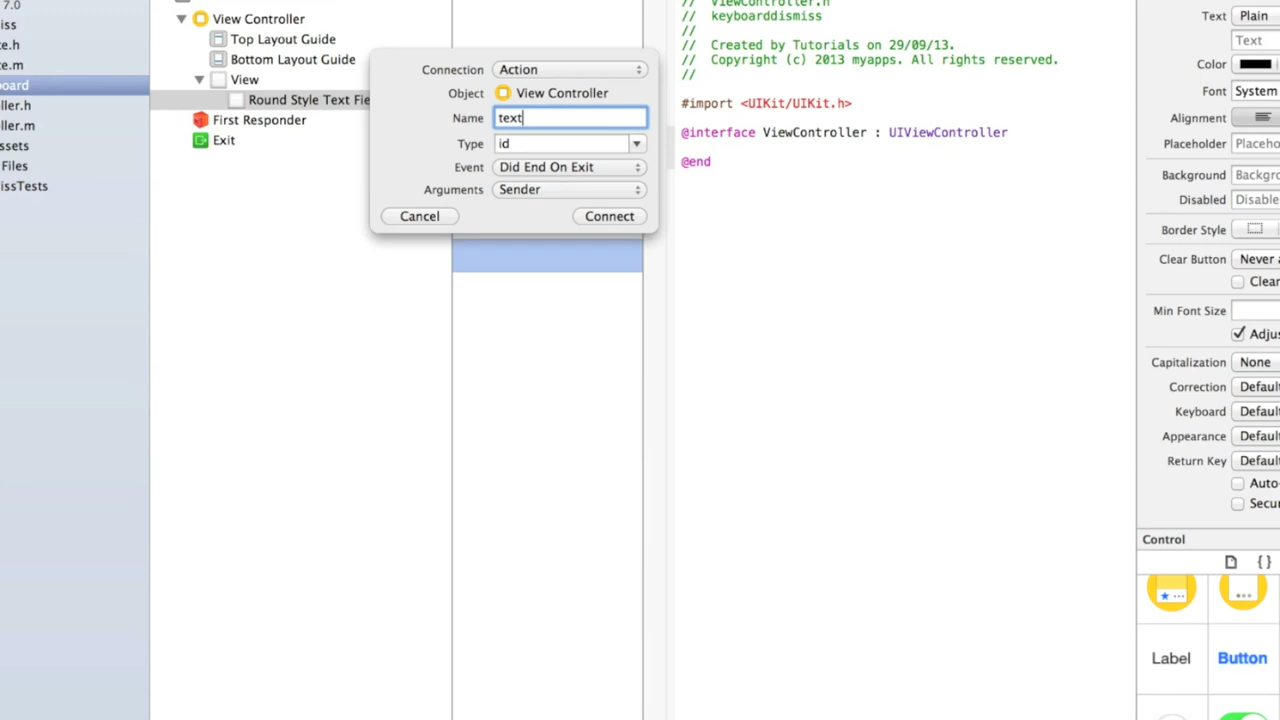 7.0
iss
e.h
e.m
oard
oller.h
oller.m
ssets
Files
issTests
View Controller
Top Layout Guide
Bottom Layout Guide
View
Round Style Text Fie
First Responder
Exit
Connection Action
Object View Controller
Name text
Type id
Event Did End On Exit
Arguments Sender
Cancel Connect
// ViewController.h
// keyboarddismiss
//
// Created by Tutorials on 29/09/13.
// Copyright (c) 2013 myapps. All rights reserved.
//
#import <UIKit/UIKit.h>
@interface ViewController : UIViewController
@end
Text Plain
Text
Color
Font System
Alignment
Placeholder Placeho
Background Backgro
Disabled Disable
Border Style
Clear Button Never a
Clear
Min Font Size
Adjus
Capitalization None
Correction Default
Keyboard Default
Appearance Default
Return Key Default
Auto-
Secur
Control
{ }
Label Button